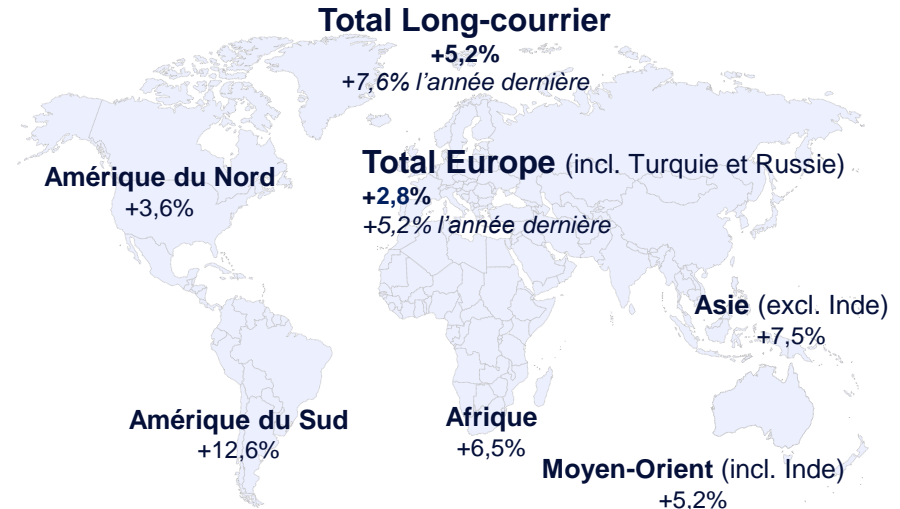 Total Long-courrier
+5,2%
+7,6% l’année dernière
Total Europe (incl. Turquie et Russie)
+2,8%
+5,2% l’année dernière
Amérique du Nord
+3,6%
Asie (excl. Inde)
+7,5%
Amérique du Sud
+12,6%
Afrique
+6,5%
Moyen-Orient (incl. Inde)
+5,2%